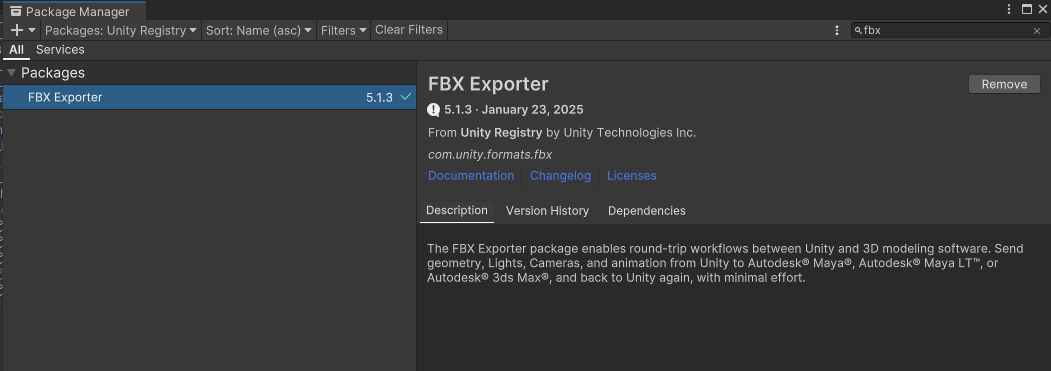 Package Manager
Packages: Unity Registry
Sort: Name (asc)
Filters
Clear Filters
fbx
All
Services
Packages
FBX Exporter
5.1.3
FBX Exporter
Remove
5.1.3 · January 23, 2025
From Unity Registry by Unity Technologies Inc.
com.unity.formats.fbx
Documentation
Changelog
Licenses
Description
Version History
Dependencies
The FBX Exporter package enables round-trip workflows between Unity and 3D modeling software. Send
geometry, Lights, Cameras, and animation from Unity to Autodesk® Maya®, Autodesk® Maya LT™, or
Autodesk® 3ds Max®, and back to Unity again, with minimal effort.